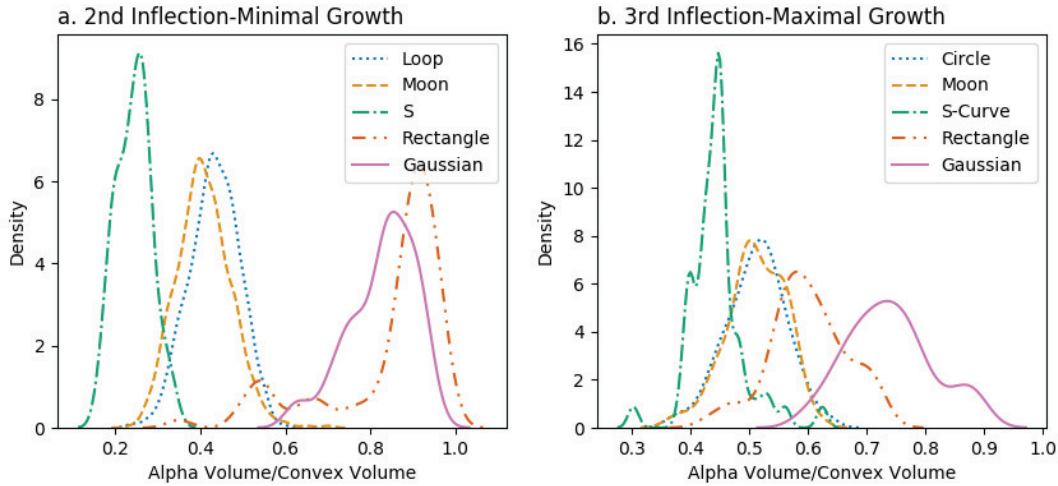 a. 2nd Inflection-Minimal Growth
Density
8
6
4
2
0
Loop
Moon
S
Rectangle
Gaussian
0.2 0.4 0.6 0.8 1.0
Alpha Volume/Convex Volume
b. 3rd Inflection-Maximal Growth
Density
16
14
12
10
8
6
4
2
0
Circle
Moon
S-Curve
Rectangle
Gaussian
0.3 0.4 0.5 0.6 0.7 0.8 0.9 1.0
Alpha Volume/Convex Volume